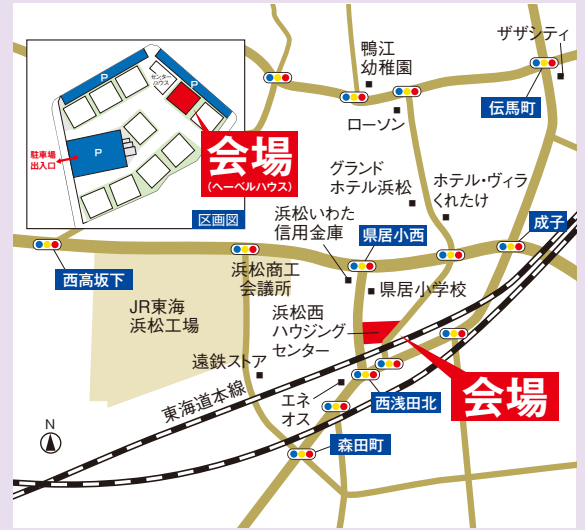 ザザシティ
鴨江
幼稚園
伝馬町
ローソン
P
センター
ハウス
P
P
駐車場
出入口
会場
(ヘーベルハウス)
区画図
グランド
ホテル浜松
ホテル・ヴィラ
くれたけ
浜松いわた
信用金庫
県居小西
成子
西高坂下
浜松商工
会議所
県居小学校
JR東海
浜松工場
浜松西
ハウジング
センター
遠鉄ストア
東海道本線
エネ
オス
西浅田北
会場
森田町
N